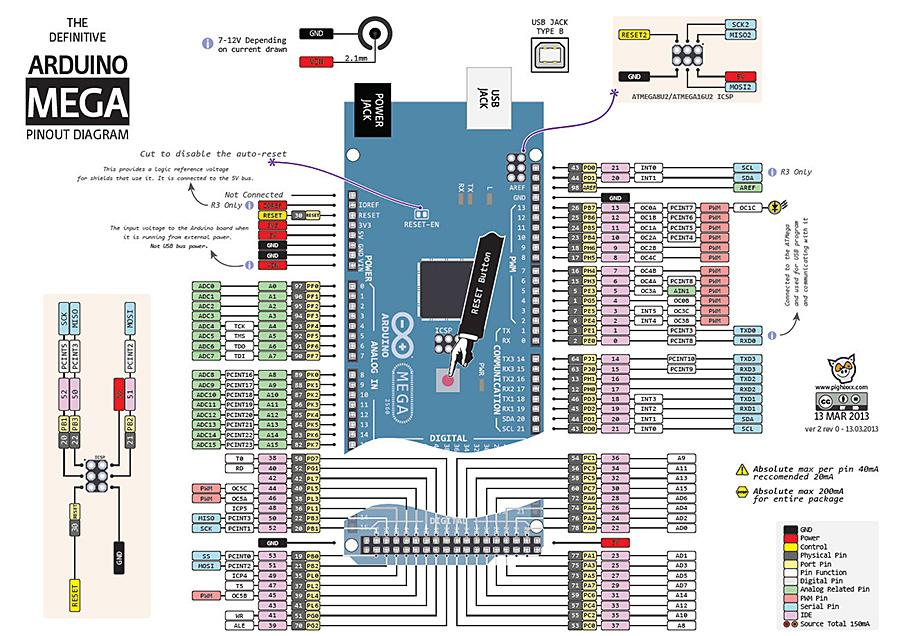 THE
DEFINITIVE
ARDUINO
MEGA
PINOUT DIAGRAM
7-12V Depending
on current drawn
GND
2.1mm
USB JACK
TYPE B
RESET2
SCK2
MISO2
GND
MOSI2
ATMEGA8U2/ATMEGA16U2 ICSP
POWER
JACK
USB
JACK
Cut to disable the auto-reset
This provides a logic reference voltage
for shields that use it. It is connected to the 5V bus.
Not Connected
R3 Only
RESET 30 RESET
GND
GND
The input voltage to the Arduino board when
it is running from external power.
Not USB bus power.
IOREF
RESET
3V3
RESET-EN
TX
RX
L
AREF
GND
POWER
PWM
RESET Button
ICSP
ARDUINO
MEGA
ANALOG IN
COMMUNICATION
PWR
DIGITAL
TX
RX
TX3 14
RX3 15
TX2 16
RX2 17
TX1 18
RX1 19
SDA 20
SCL 21
ADC0 A0 97 PF0
ADC1 A1 96 PF1
ADC2 A2 95 PF2
ADC3 A3 94 PF3
ADC4 TCK A4 93 PF4
ADC5 TMS A5 92 PF5
ADC6 TDO A6 91 PF6
ADC7 TDI A7 90 PF7
ADC8 PCINT16 A8 89 PK0
ADC9 PCINT17 A9 88 PK1
ADC10 PCINT18 A10 87 PK2
ADC11 PCINT19 A11 86 PK3
ADC12 PCINT20 A12 85 PK4
ADC13 PCINT21 A13 84 PK5
ADC14 PCINT22 A14 83 PK6
ADC15 PCINT23 A15 82 PK7
T0 38 50 PD7
RD 40 52 PG1
42 42 PL7
44 40 PL5
PWM OC5C
PWM OC5A 46 38 PL3
ICP5 48 36 PL1
MISO PCINT3 50 22 PB3
SCK PCINT1 52 20 PB1
GND
SS PCINT0 53 19 PB0
MOSI PCINT2 51 21 PB2
ICP4 49 35 PL0
T5 47 37 PL2
PWM OC5B 45 39 PL4
43 41 PL6
WR 41 51 PG0
ALE 39 70 PG2
43 PD0 21 INT0 SCL
44 PD1 20 INT1 SDA
98 AREF AREF
R3 Only
GND
26 PB7 13 OC0A PCINT7 PWM OC1C
25 PB6 12 OC1B PCINT6 PWM
24 PB5 11 OC1A PCINT5 PWM
23 PB4 10 OC2A PCINT4 PWM
18 PH6 9 OC2B PWM
17 PH5 8 OC4C PWM
16 PH4 7 OC4B PWM
15 PH3 6 OC4A PCINT8 PWM
5 PE3 5 OC3A AIN1 PWM
1 PG5 4 OC0B PWM
7 PE5 3 INT5 OC3C PWM
6 PE4 2 INT4 OC3B PWM
3 PE1 1 PCINT3 TXD0
2 PE0 0 PCINT8 RXD0
Connected to the ATMega
and used for USB program
and communicating with it
64 PJ1 14 PCINT10 TXD3
63 PJ0 15 PCINT9 RXD3
13 PH1 16 TXD2
12 PH0 17 RXD2
46 PD3 18 INT3 TXD1
45 PD2 19 INT2 RXD1
44 PD1 20 INT1 SDA
43 PD0 21 INT0 SCL
54 PC1 36 A9
56 PC3 34 A11
58 PC5 32 A13
60 PC7 30 A15
72 PA6 28 AD6
74 PA4 26 AD4
76 PA2 24 AD2
78 PA0 22 AD0
77 PA1 23 AD1
75 PA3 25 AD3
73 PA5 27 AD5
71 PA7 29 AD7
59 PC6 31 A14
57 PC4 33 A12
55 PC2 35 A10
53 PC0 37 A8
SCK MISO MOSI
PCINT1 PCINT3 PCINT2
52 50 51
PB1 PB3 PB2
20 22 21
ICSP
RESET
30
RESET
GND
www.pighixxx.com
13 MAR 2013
ver 2 rev 0 - 13.03.2013
Absolute max per pin 40mA
reccomended 20mA
Absolute max 200mA
for entire package
GND
Power
Control
Physical Pin
Port Pin
Pin Function
Digital Pin
Analog Related Pin
PWM Pin
Serial Pin
IDE
Source Total 150mA